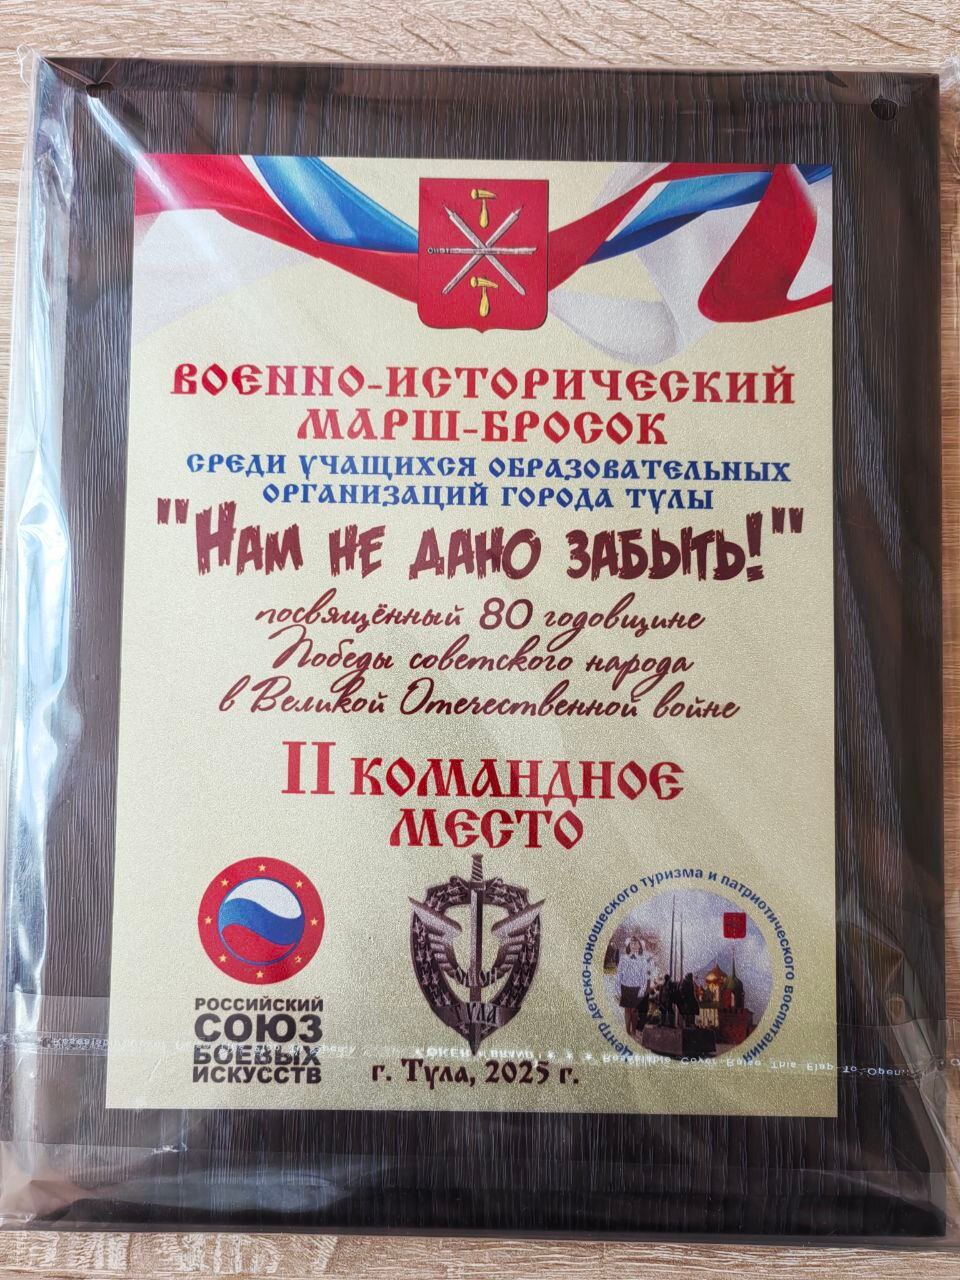 ВОЕННО-ИСТОРИЧЕСКИЙ
МАРШ-БРОСОК
СРЕДИ УЧАЩИХСЯ ОБРАЗОВАТЕЛЬНЫХ
ОРГАНИЗАЦИЙ ГОРОДА ТУЛЫ
""НАМ НЕ ДАНО ЗАБЫТЬ!""
посвящённый 80 годовщине
Победы советского народа
в Великой Отечественной войне
II КОМАНДНОЕ
МЕСТО
РОССИЙСКИЙ
СОЮЗ
БОЕВЫХ
ИСКУССТВ
ТУЛА
Центр детско-юношеского туризма и патриотического воспитания
г. Тула, 2025 г.